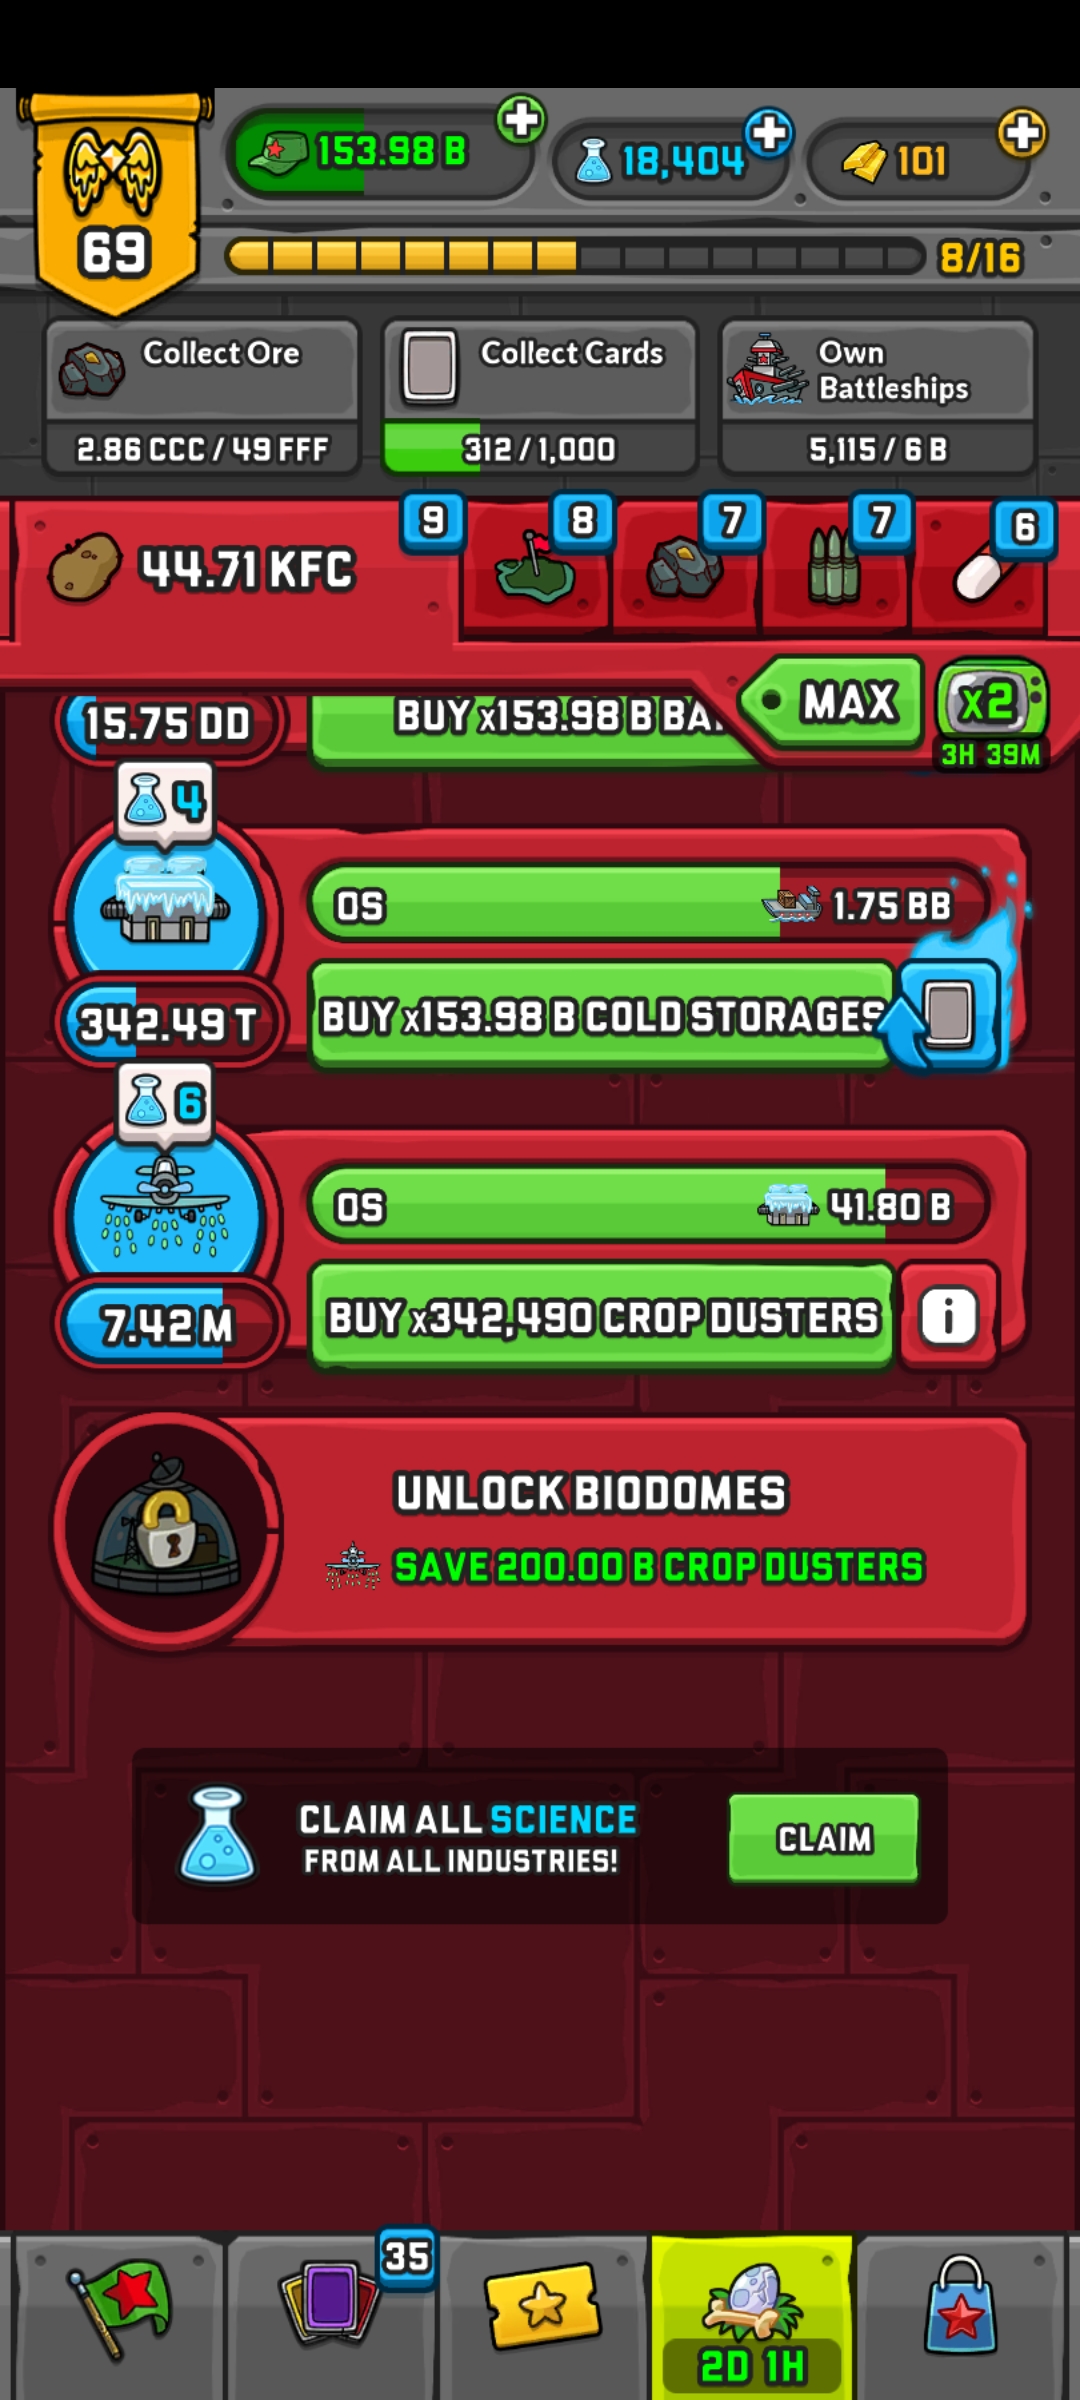 153.98 B
18,404
101
69
8/16
Collect Ore
2.86 CCC / 49 FFF
Collect Cards
312 / 1,000
Own
Battleships
5,115 / 6 B
44.71 KFC
9
8
7
7
6
MAX
x2
3H 39M
15.75 DD
BUY x153.98 B
4
0S
1.75 BB
342.49 T
BUY x153.98 B COLD STORAGES
6
0S
41.80 B
7.42 M
BUY x342,490 CROP DUSTERS
i
UNLOCK BIODOMES
SAVE 200.00 B CROP DUSTERS
CLAIM ALL SCIENCE
FROM ALL INDUSTRIES!
CLAIM
35
2D 1H